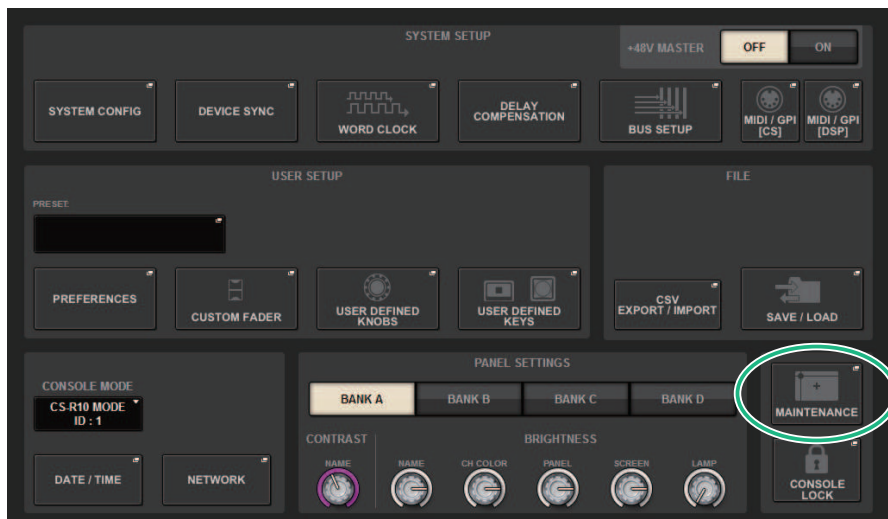 SYSTEM SETUP
+48V MASTER
OFF
ON
SYSTEM CONFIG
DEVICE SYNC
WORD CLOCK
DELAY
COMPENSATION
BUS SETUP
MIDI / GPI
[CS]
MIDI / GPI
[DSP]
USER SETUP
PRESET:
PREFERENCES
CUSTOM FADER
USER DEFINED
KNOBS
USER DEFINED
KEYS
FILE
CSV
EXPORT / IMPORT
SAVE / LOAD
CONSOLE MODE
CS-R10 MODE
ID : 1
DATE / TIME
NETWORK
PANEL SETTINGS
BANK A
BANK B
BANK C
BANK D
CONTRAST
BRIGHTNESS
NAME
NAME
CH COLOR
PANEL
SCREEN
LAMP
MAINTENANCE
CONSOLE
LOCK